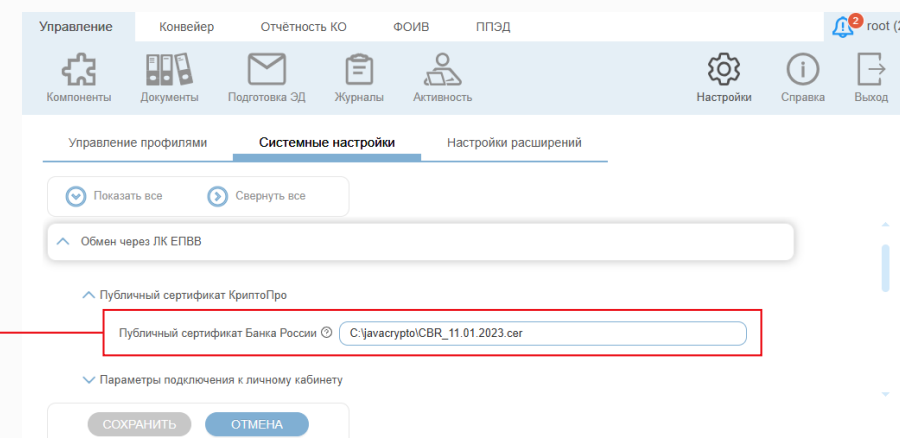 Управление Конвейер Отчётность КО ФОИВ ППЭД 2 root (2
Компоненты Документы Подготовка ЭД Журналы Активность Настройки Справка Выход
Управление профилями Системные настройки Настройки расширений
Показать все Свернуть все
Обмен через ЛК ЕПВВ
Публичный сертификат КриптоПро
Публичный сертификат Банка России ? C:\javacrypto\CBR_11.01.2023.cer
Параметры подключения к личному кабинету
СОХРАНИТЬ ОТМЕНА